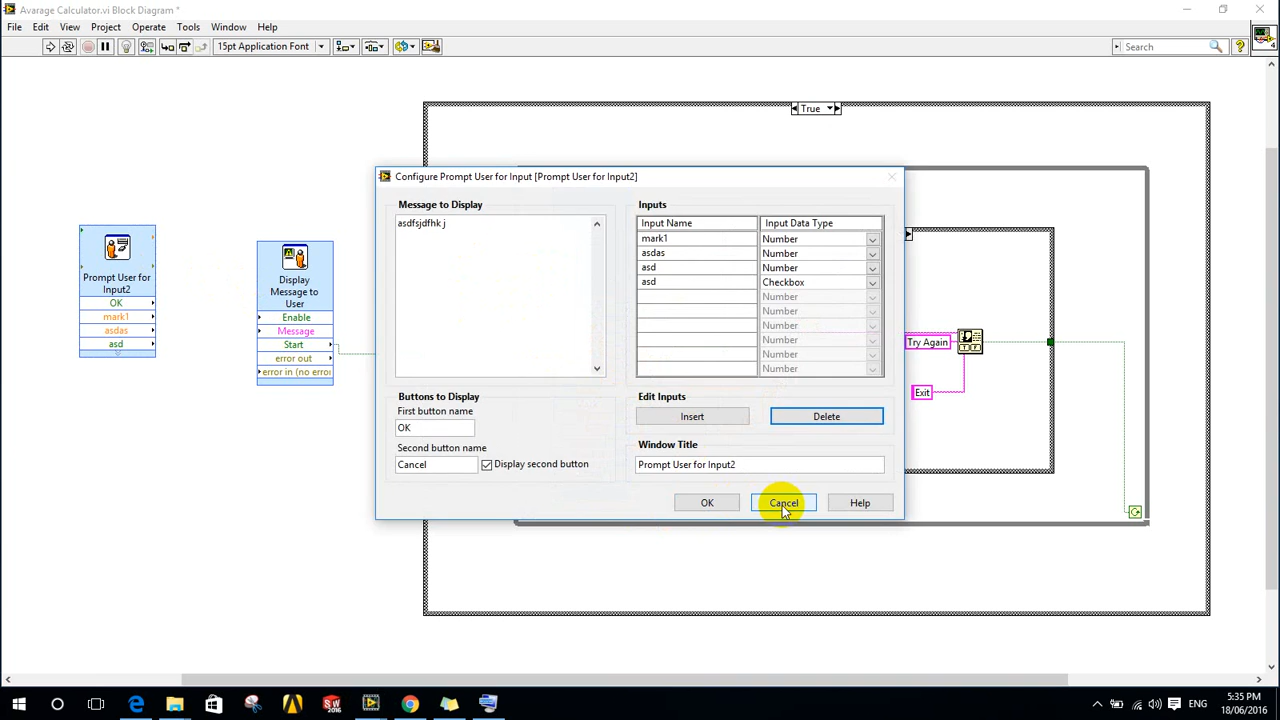 Avarage Calculator.vi Block Diagram *
File Edit View Project Operate Tools Window Help
15pt Application Font
Search
4
True
Prompt User for
Input2
OK
mark1
asdas
asd
Display
Message to
User
Enable
Message
Start
error out
error in (no erro
Configure Prompt User for Input [Prompt User for Input2]
Message to Display
asdfsjdfhk j
Buttons to Display
First button name
OK
Second button name
Cancel
Display second button
Inputs
Input Name Input Data Type
mark1 Number
asdas Number
asd Number
asd Checkbox
Number
Number
Number
Number
Number
Number
Edit Inputs
Insert Delete
Window Title
Prompt User for Input2
OK Cancel Help
Try Again
Exit
SW
2016
ENG
5:35 PM
18/06/2016